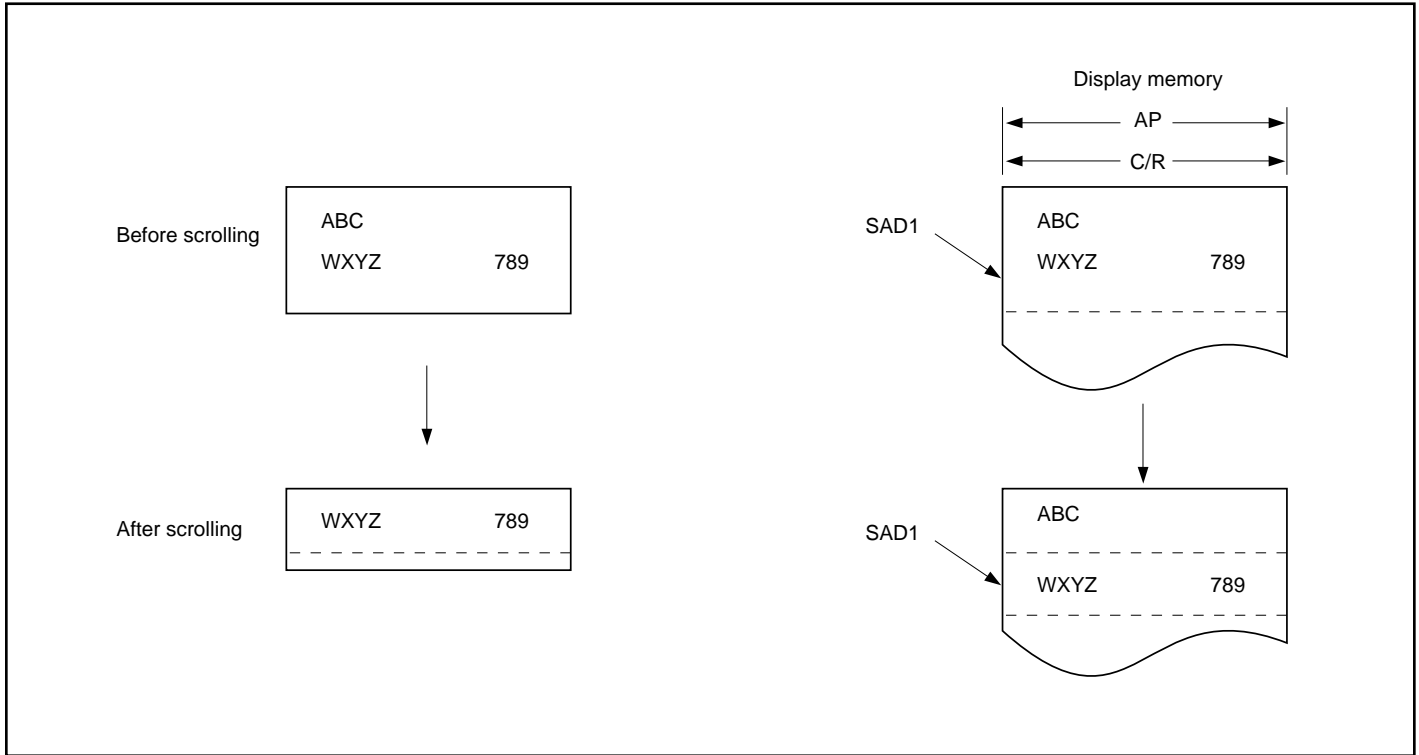 Display memory
AP
C/R
Before scrolling
ABC
WXYZ 789
SAD1
ABC
WXYZ 789
After scrolling
WXYZ 789
SAD1
ABC
WXYZ 789